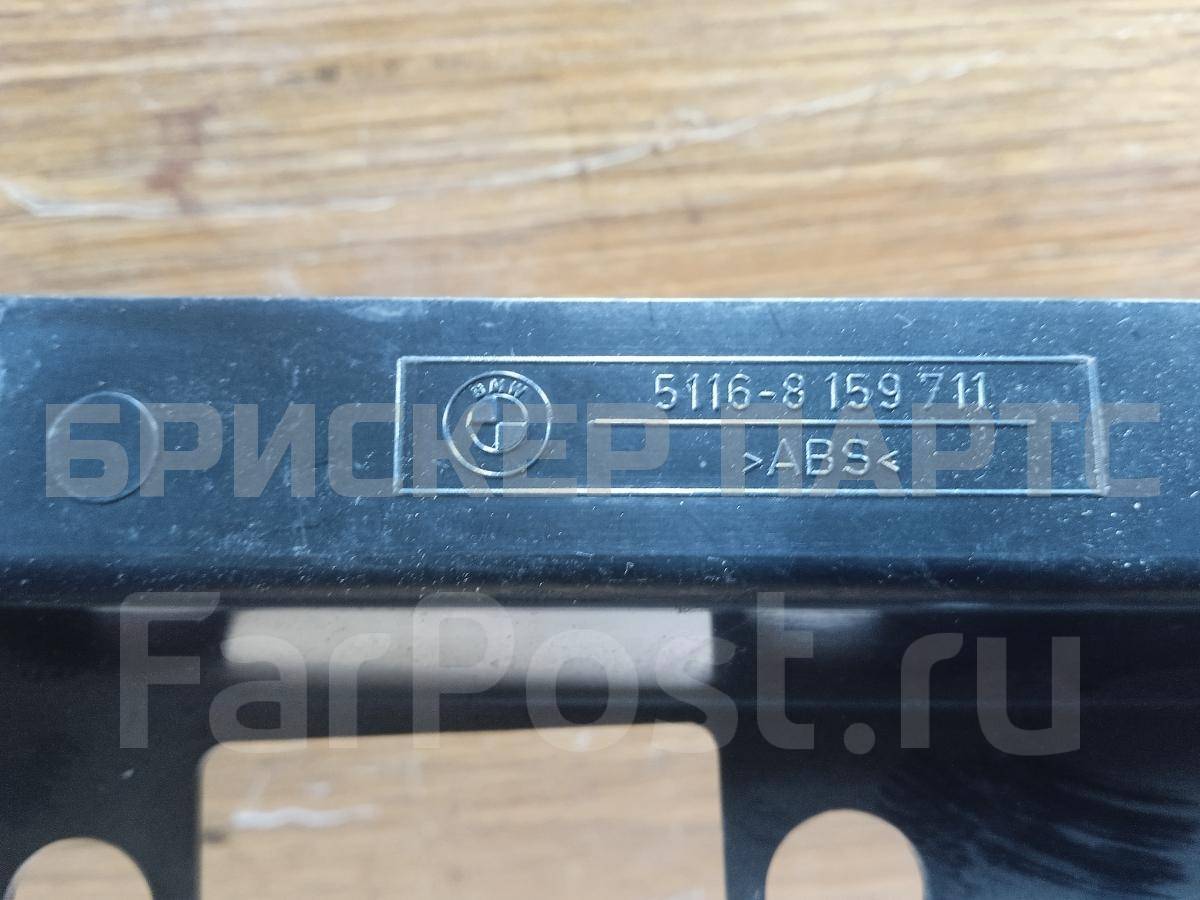 BMW
5116-8 159 711
>ABS<
БРИСКЕР ПАРТС
FarPost.ru